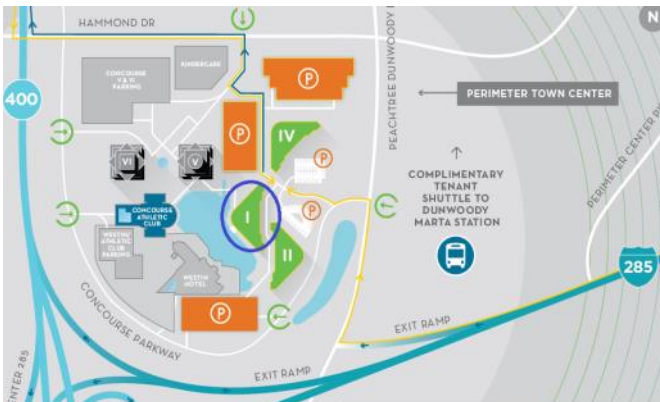 HAMMOND DR
N
400
CONCOURSE
V & VI
PARKING
KINDERCARE
P
P
IV
VI
V
P
P
I
II
CONCOURSE
ATHLETIC
CLUB
WESTIN/
ATHLETIC
CLUB
PARKING
WESTIN
HOTEL
P
CONCOURSE PARKWAY
PEACHTREE DUNWOODY
PERIMETER TOWN CENTER
COMPLIMENTARY
TENANT
SHUTTLE TO
DUNWOODY
MARTA STATION
PERIMETER CENTER
285
EXIT RAMP
EXIT RAMP
ENTER 285